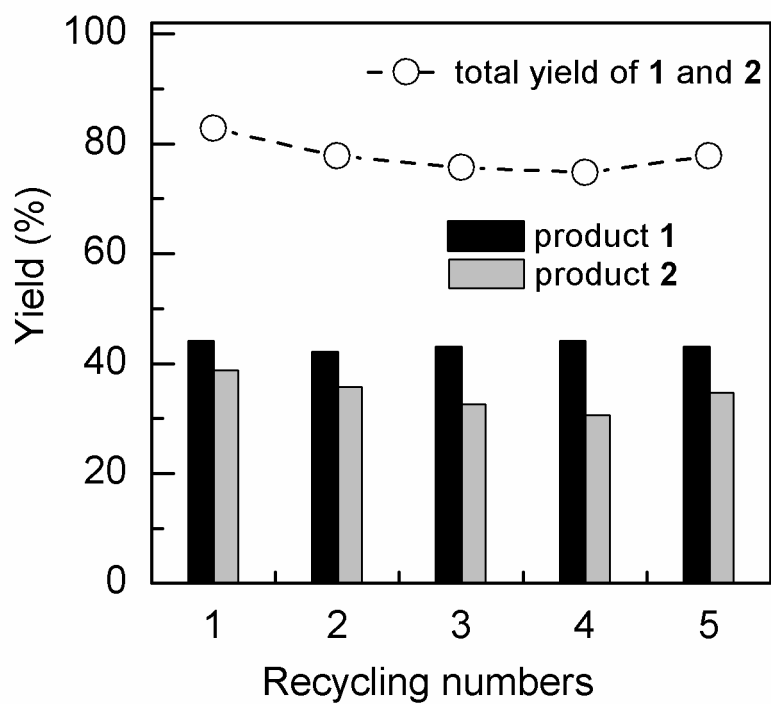 100
80
60
40
20
0
Yield (%)
total yield of 1 and 2
product 1
product 2
1 2 3 4 5
Recycling numbers